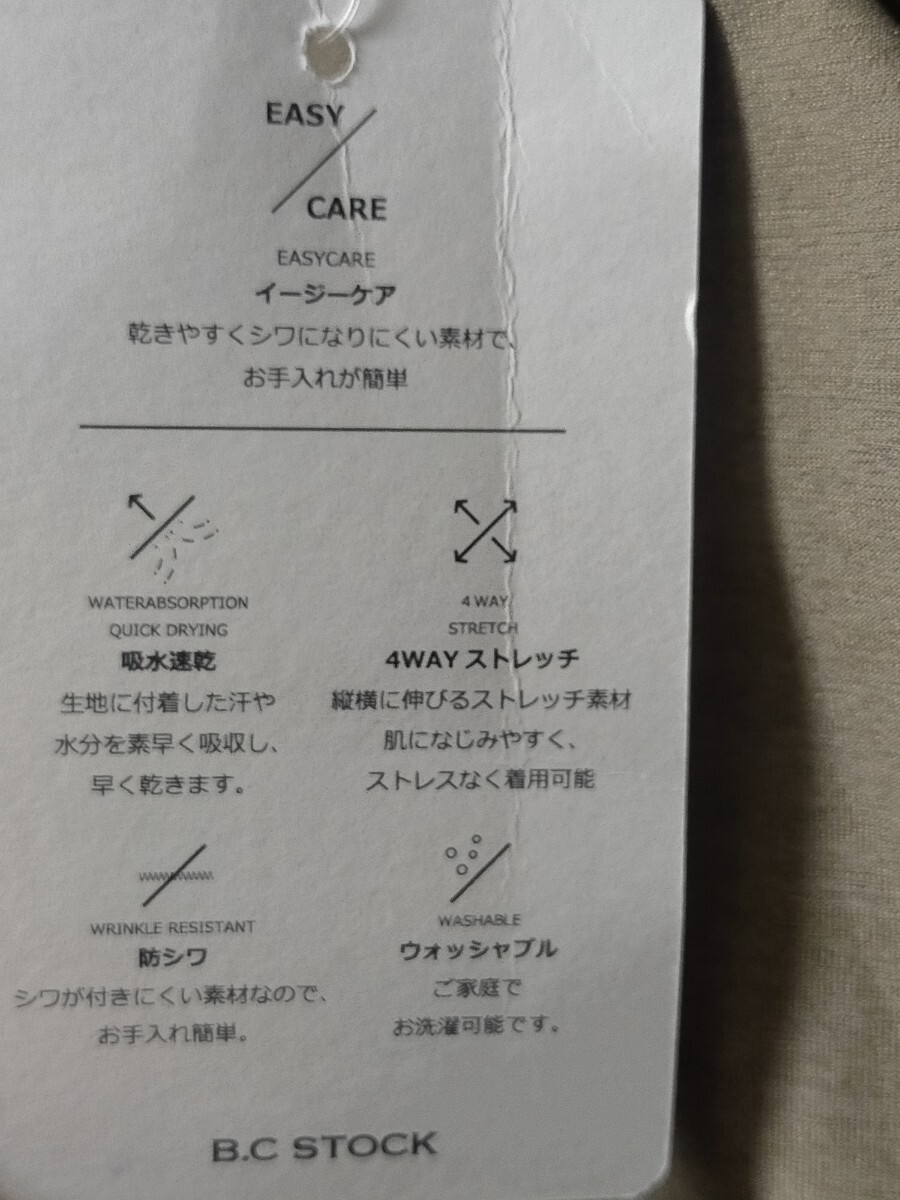 EASY
CARE
EASYCARE
イージーケア
乾きやすくシワになりにくい素材で、
お手入れが簡単
WATERABSORPTION
QUICK DRYING
吸水速乾
生地に付着した汗や
水分を素早く吸収し、
早く乾きます。
4 WAY
STRETCH
4WAYストレッチ
縦横に伸びるストレッチ素材
肌になじみやすく、
ストレスなく着用可能
WRINKLE RESISTANT
防シワ
シワが付きにくい素材なので、
お手入れ簡単。
WASHABLE
ウォッシャブル
ご家庭で
お洗濯可能です。
B.C STOCK